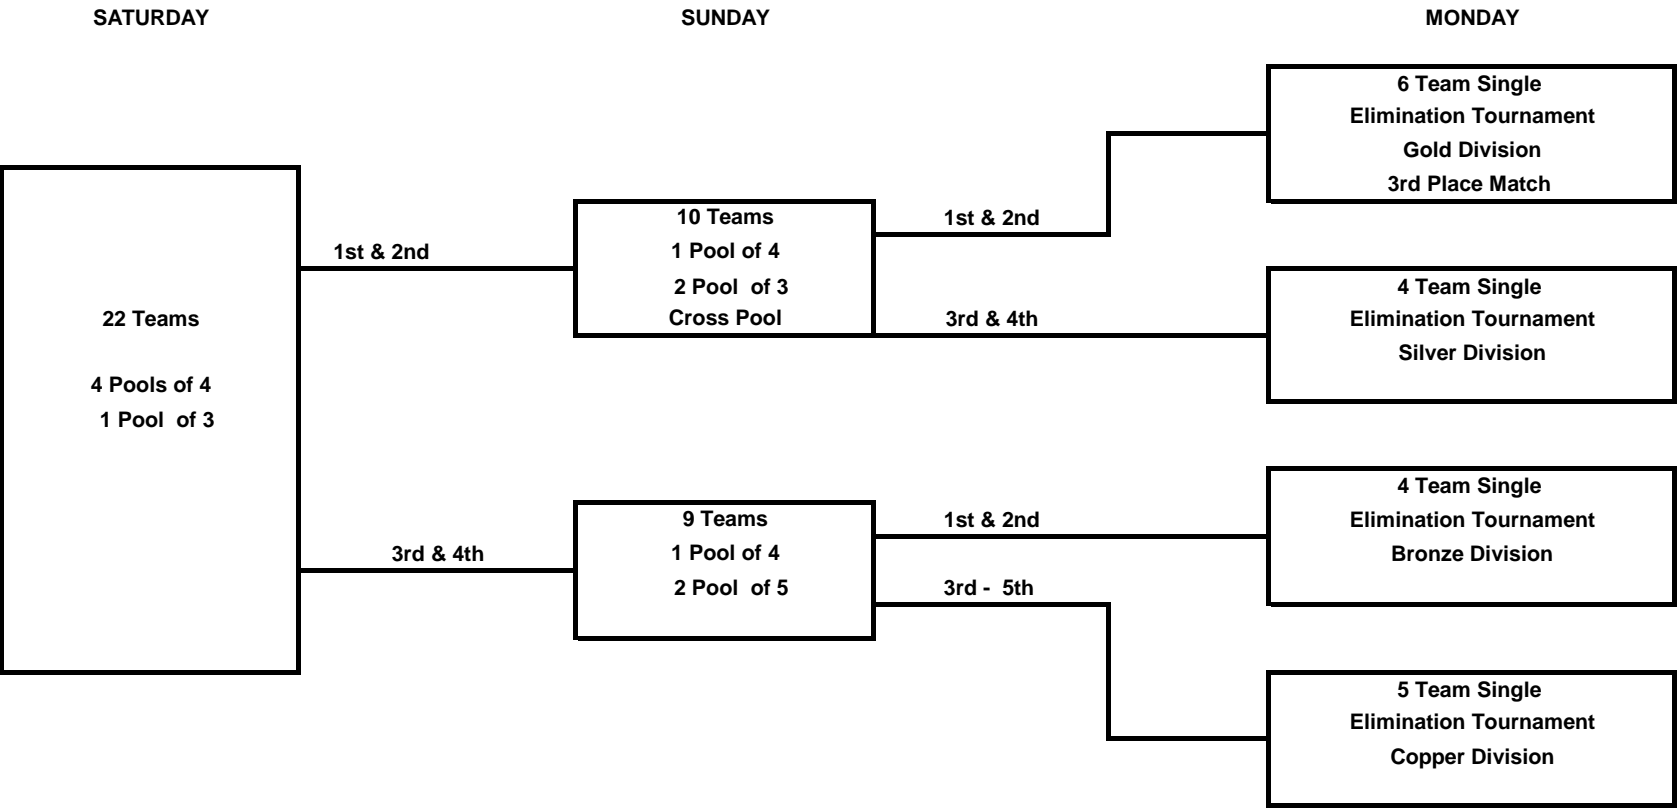 SATURDAY
SUNDAY
MONDAY
22 Teams
4 Pools of 4
1 Pool of 3
1st & 2nd
3rd & 4th
10 Teams
1 Pool of 4
2 Pool of 3
Cross Pool
1st & 2nd
3rd & 4th
9 Teams
1 Pool of 4
2 Pool of 5
1st & 2nd
3rd - 5th
6 Team Single
Elimination Tournament
Gold Division
3rd Place Match
4 Team Single
Elimination Tournament
Silver Division
4 Team Single
Elimination Tournament
Bronze Division
5 Team Single
Elimination Tournament
Copper Division